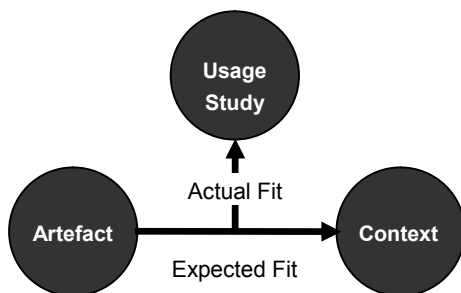 Usage
Study
Actual Fit
Artefact
Context
Expected Fit